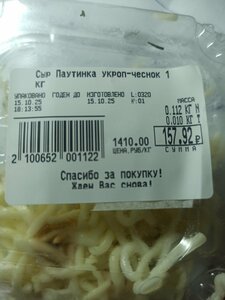 Сыр Паутинка укроп-чеснок 1
кг
УПАКОВАНО ГОДЕН ДО ИЗГОТОВЛЕНО L:0320
15.10.25 15.10.25 К:01
18:13:55
МАССА
0.112 кГ N
0.010 кГ T
1410.00
ЦЕНА,РУБ/КГ
157.92 р
СУММА
2 100652 001122
Спасибо за покупку!
Ждем Вас снова!